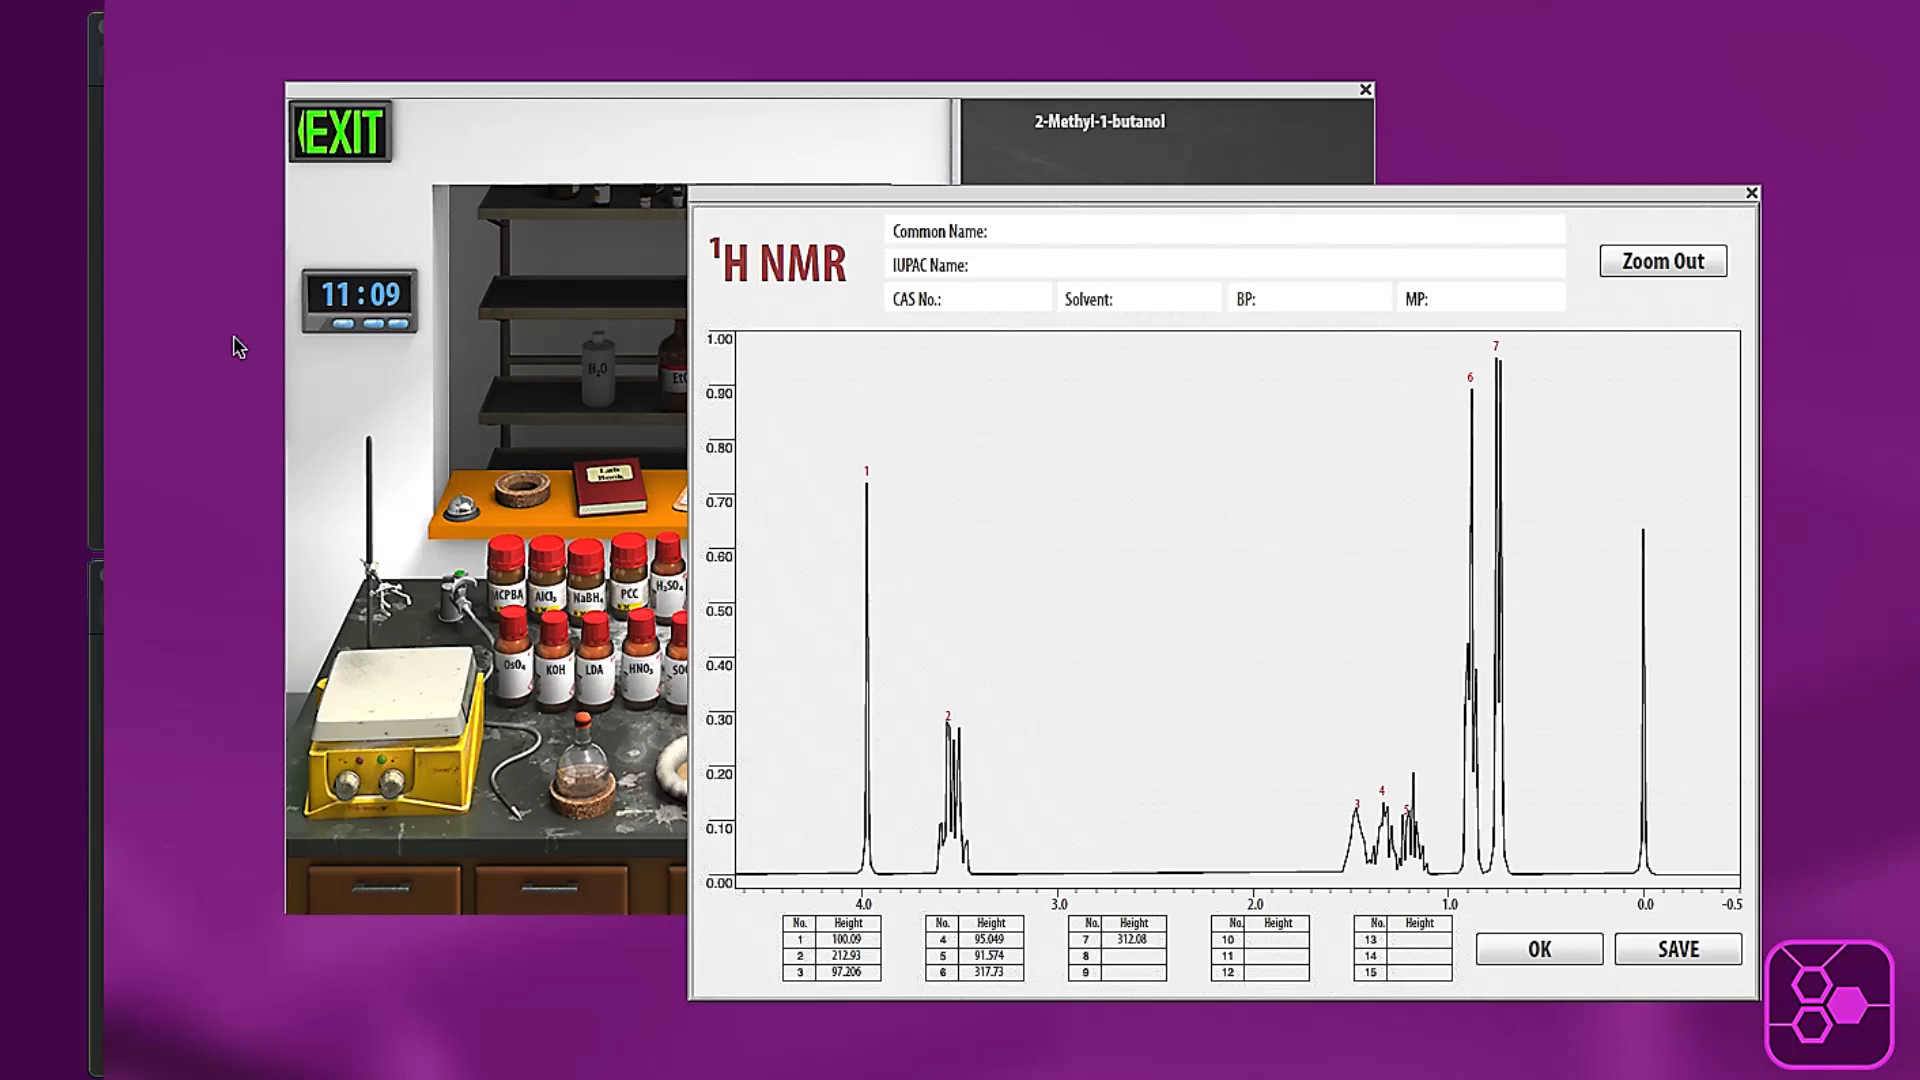 EXIT
2-Methyl-1-butanol
11:09
H₂O
Lab Book
MCPBA
AlCl₃
NaBH₄
PCC
H₂SO₄
OsO₄
KOH
LDA
HNO₃
¹H NMR
Common Name:
IUPAC Name:
CAS No.: Solvent: BP: MP:
Zoom Out
7
1.00
6
0.90
0.80
1
0.70
0.60
0.50
0.40
2
0.30
0.20
4
3
5
0.10
0.00
4.0 3.0 2.0 1.0 0.0 -0.5
No. Height No. Height No. Height No. Height No. Height
1 100.09 4 95.049 7 312.08 10 13
2 212.93 5 91.574 8 11 14
3 97.206 6 317.73 9 12 15
OK SAVE